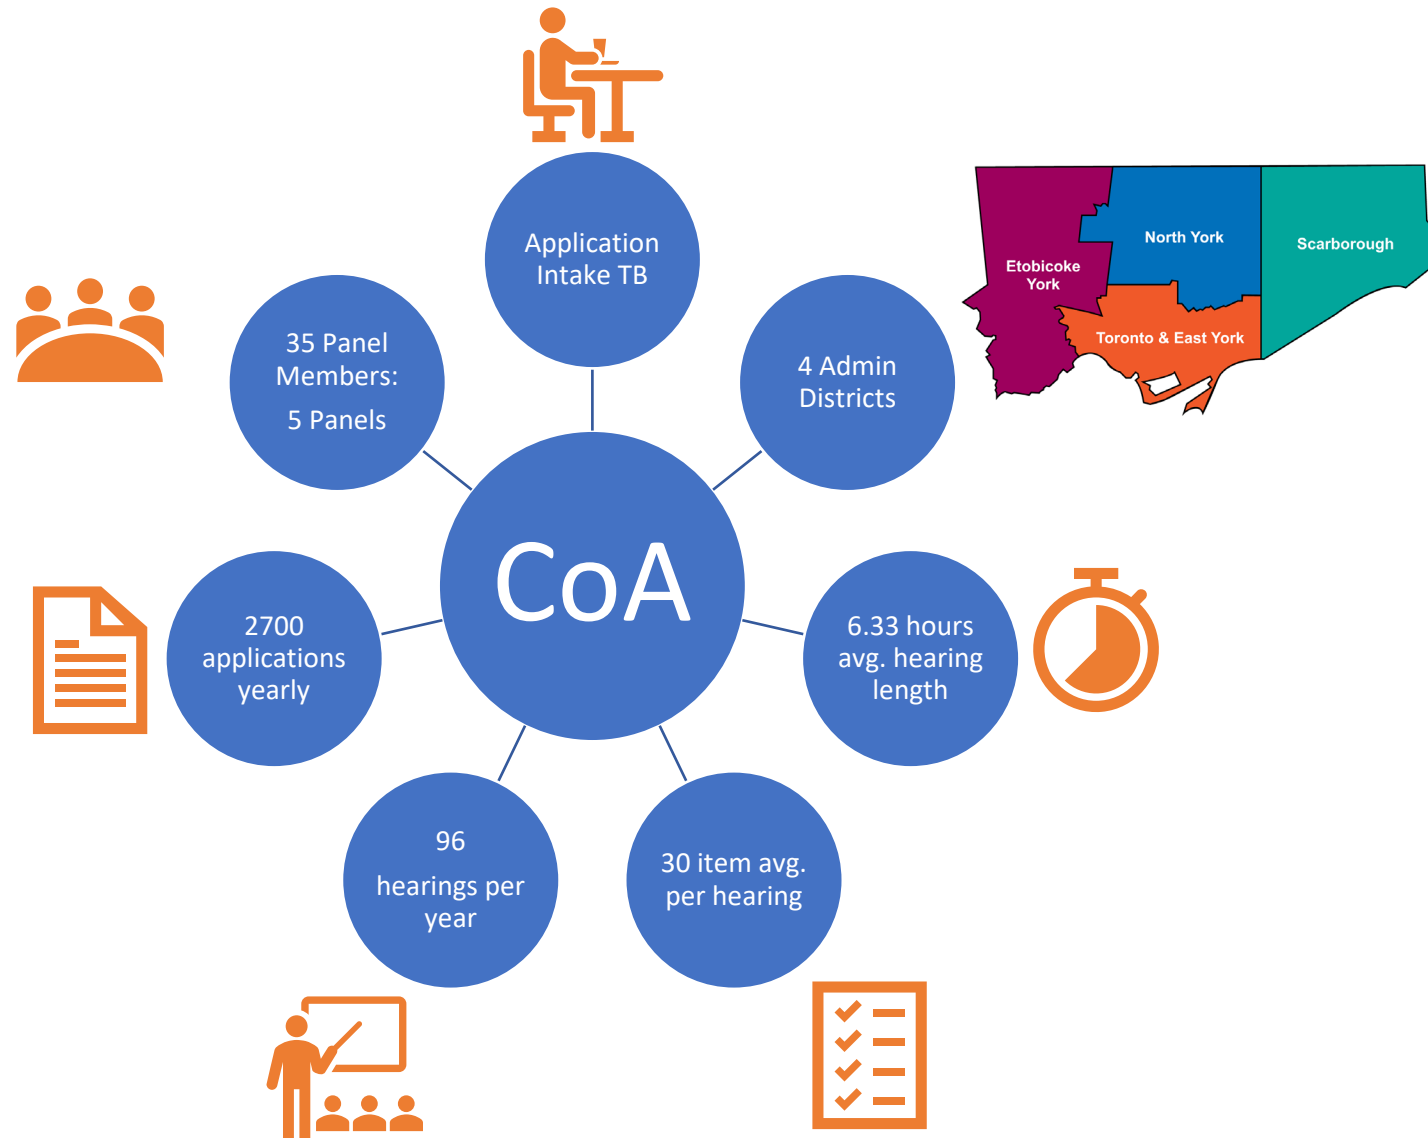 Application
Intake TB
4 Admin
Districts
6.33 hours
avg. hearing
length
30 item avg.
per hearing
96
hearings per
year
2700
applications
yearly
35 Panel
Members:
5 Panels
CoA
Etobicoke
York
North York
Scarborough
Toronto & East York